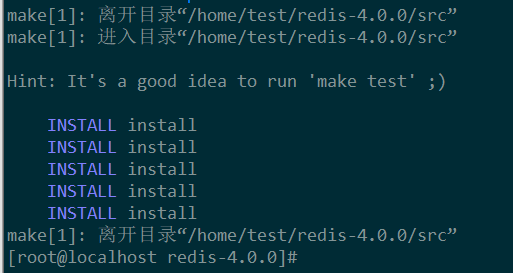 make[1]: 离开目录“/home/test/redis-4.0.0/src”
make[1]: 进入目录“/home/test/redis-4.0.0/src”
Hint: It's a good idea to run 'make test' ;)
INSTALL install
INSTALL install
INSTALL install
INSTALL install
INSTALL install
make[1]: 离开目录“/home/test/redis-4.0.0/src”
[root@localhost redis-4.0.0]#